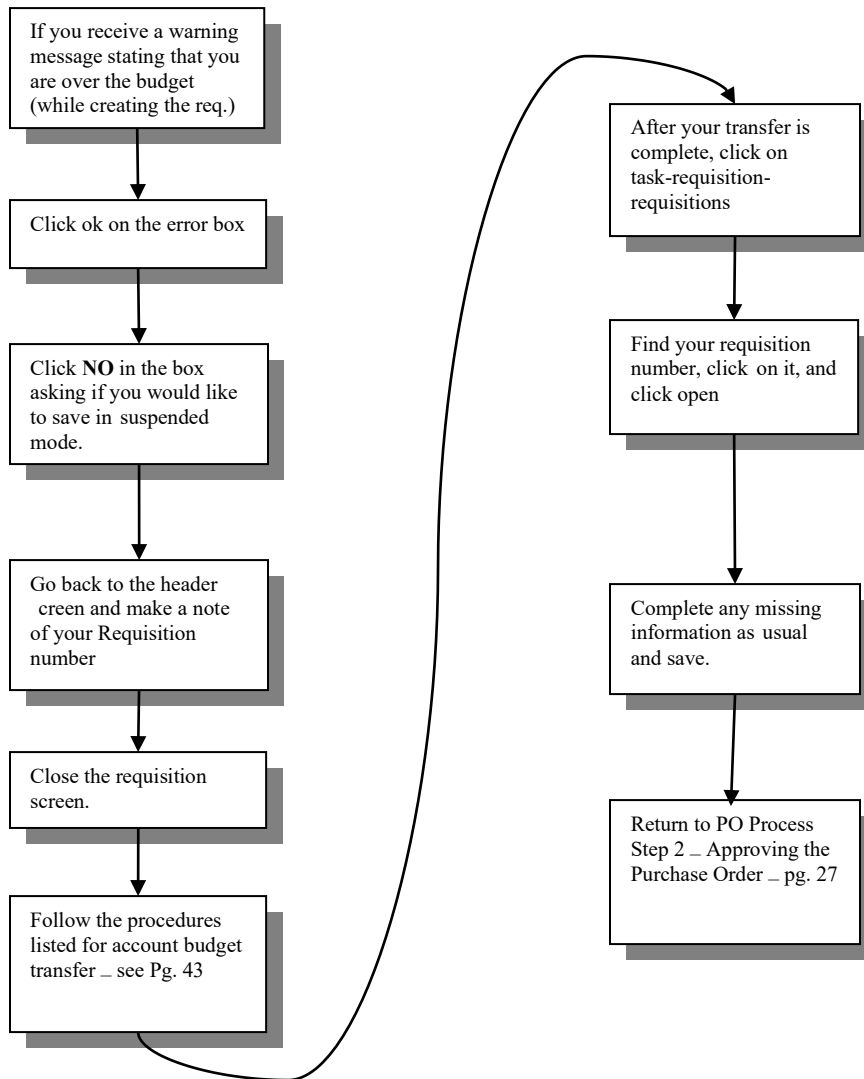 If you receive a warning
message stating that you
are over the budget
(while creating the req.)
Click ok on the error box
Click NO in the box
asking if you would like
to save in suspended
mode.
Go back to the header
creen and make a note
of your Requisition
number
Close the requisition
screen.
Follow the procedures
listed for account budget
transfer _ see Pg. 43
After your transfer is
complete, click on
task-requisition-
requisitions
Find your requisition
number, click on it, and
click open
Complete any missing
information as usual
and save.
Return to PO Process
Step 2 _ Approving the
Purchase Order _ pg. 27